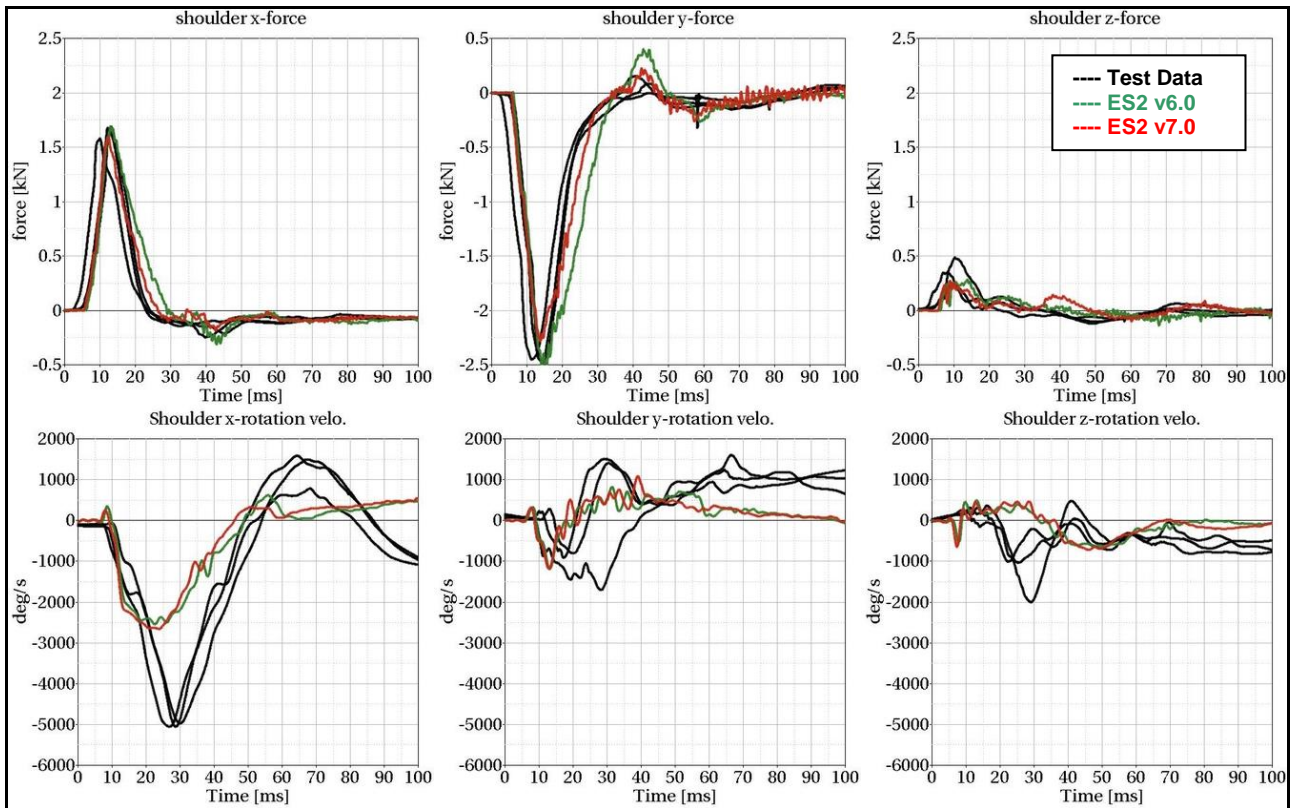 shoulder x-force
shoulder y-force
shoulder z-force
2.5
2
1.5
1
0.5
0
-0.5
force [kN]
0 10 20 30 40 50 60 70 80 90 100
Time [ms]
0.5
0
-0.5
-1
-1.5
-2
-2.5
force [kN]
0 10 20 30 40 50 60 70 80 90 100
Time [ms]
2.5
2
1.5
1
0.5
0
-0.5
force [kN]
0 10 20 30 40 50 60 70 80 90 100
Time [ms]
---- Test Data
---- ES2 v6.0
---- ES2 v7.0
Shoulder x-rotation velo.
Shoulder y-rotation velo.
Shoulder z-rotation velo.
2000
1000
0
-1000
-2000
-3000
-4000
-5000
-6000
deg/s
0 10 20 30 40 50 60 70 80 90 100
Time [ms]
2000
1000
0
-1000
-2000
-3000
-4000
-5000
-6000
deg/s
0 10 20 30 40 50 60 70 80 90 100
Time [ms]
2000
1000
0
-1000
-2000
-3000
-4000
-5000
-6000
deg/s
0 10 20 30 40 50 60 70 80 90 100
Time [ms]